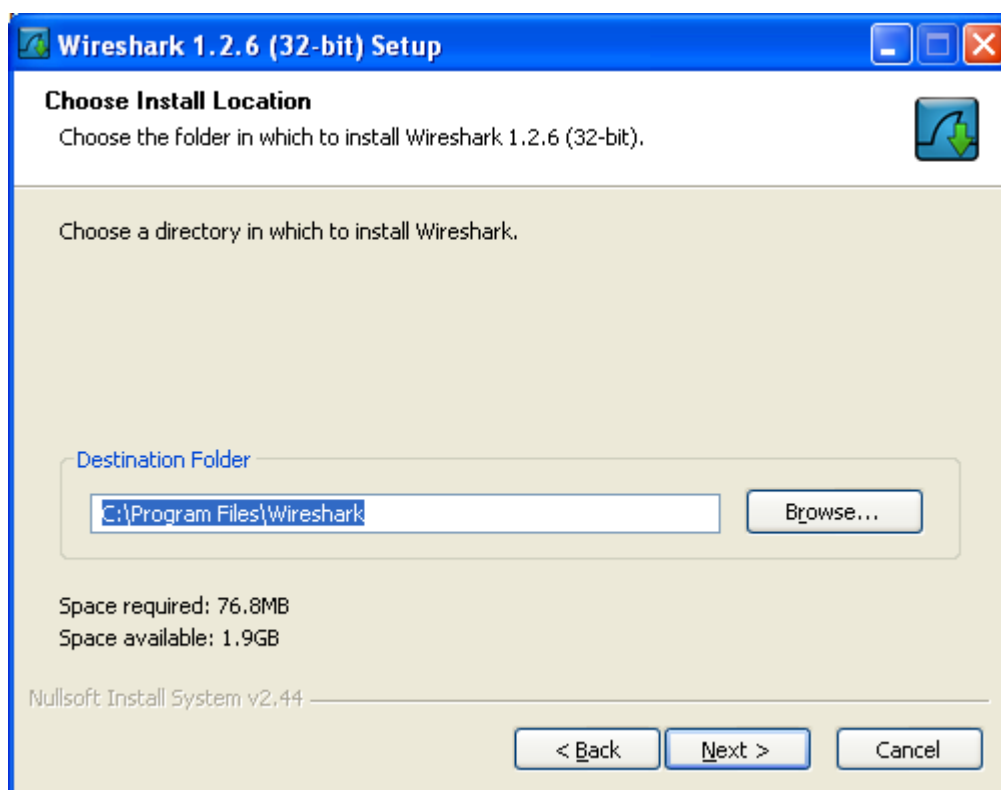 Wireshark 1.2.6 (32-bit) Setup
Choose Install Location
Choose the folder in which to install Wireshark 1.2.6 (32-bit).
Choose a directory in which to install Wireshark.
Destination Folder
C:\Program Files\Wireshark
Browse...
Space required: 76.8MB
Space available: 1.9GB
Nullsoft Install System v2.44
< Back Next > Cancel